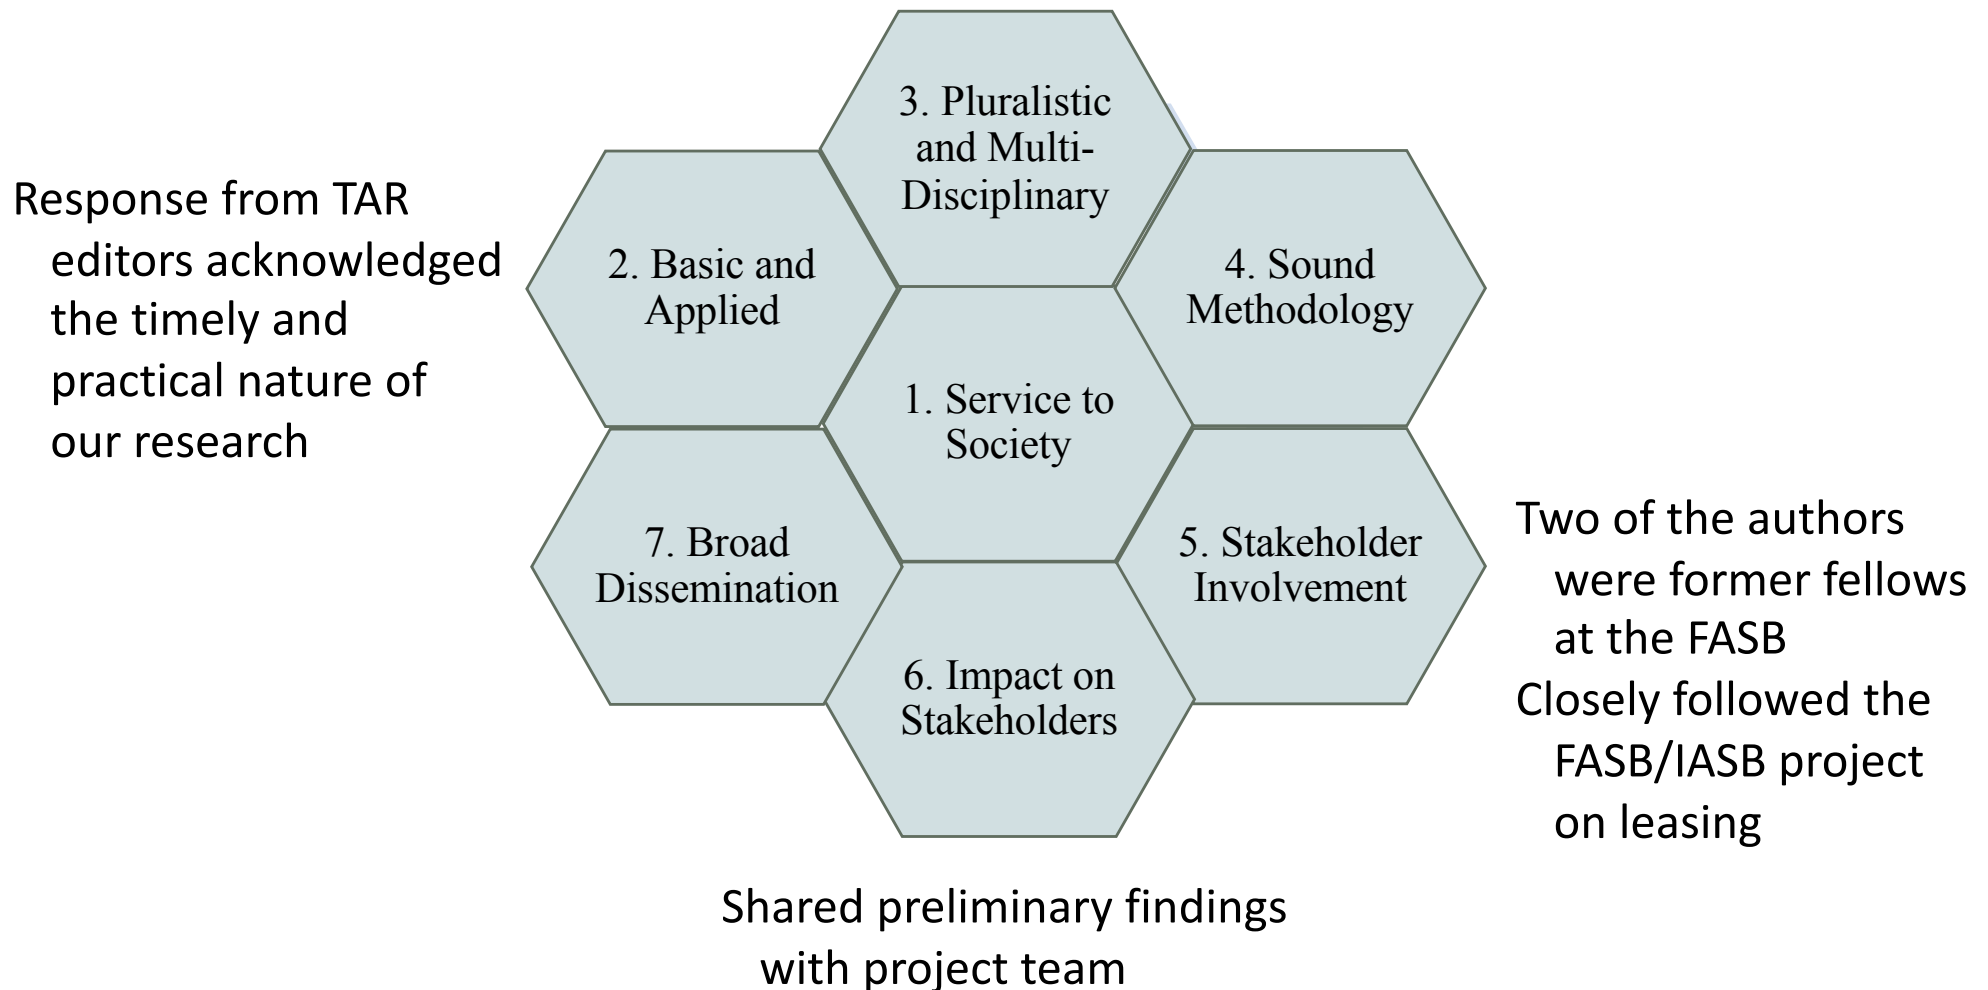 3. Pluralistic
and Multi-
Disciplinary
Response from TAR
editors acknowledged
the timely and
practical nature of
our research
2. Basic and
Applied
4. Sound
Methodology
1. Service to
Society
7. Broad
Dissemination
5. Stakeholder
Involvement
Two of the authors
were former fellows
at the FASB
Closely followed the
FASB/IASB project
on leasing
6. Impact on
Stakeholders
Shared preliminary findings
with project team